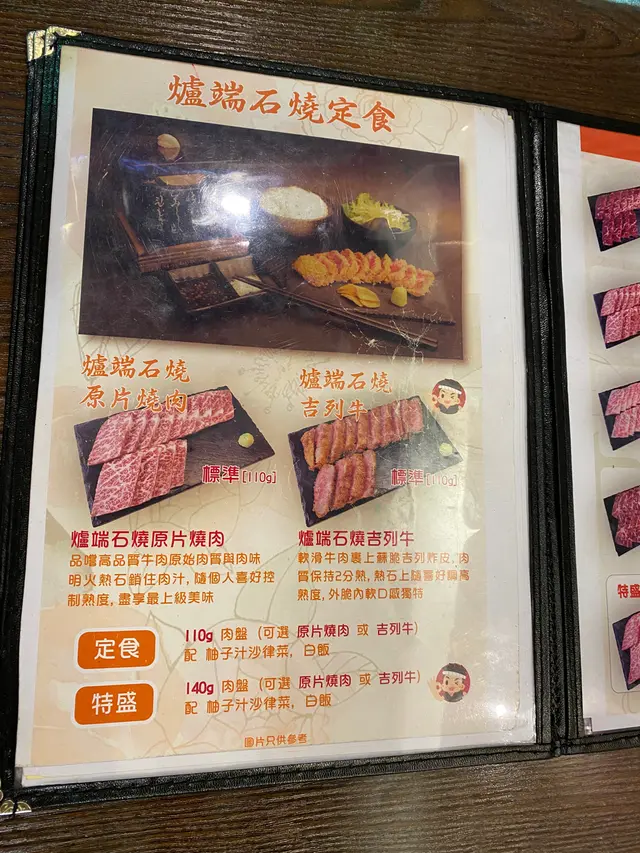 爐端石燒定食
爐端石燒
原片燒肉
標準[110g]
爐端石燒
吉列牛
標準[110g]
爐端石燒原片燒肉
品嚐高品質牛肉原始肉質與肉味
明火熱石鎖住肉汁, 隨個人喜好控
制熟度, 盡享最上級美味
爐端石燒吉列牛
軟滑牛肉裹上蘇脆吉列炸皮, 肉
質保持2分熟, 熱石上隨喜好調高
熟度, 外脆內軟口感獨特
定食
110g 肉盤 (可選 原片燒肉 或 吉列牛)
配 柚子汁沙律菜, 白飯
特盛
140g 肉盤 (可選 原片燒肉 或 吉列牛)
配 柚子汁沙律菜, 白飯
圖片只供參考
特盛